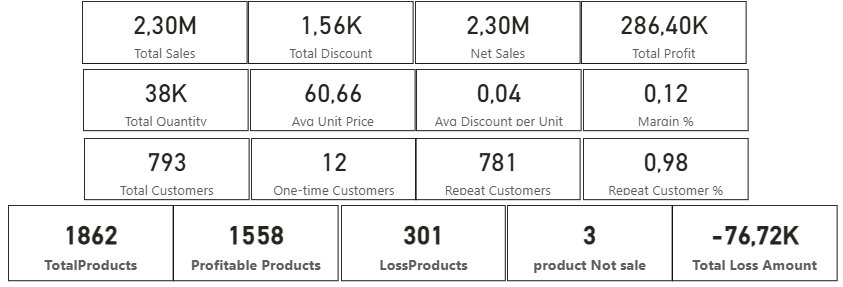 2,30M 1,56K 2,30M 286,40K
Total Sales Total Discount Net Sales Total Profit
38K 60,66 0,04 0,12
Total Quantity Avg Unit Price Avg Discount per Unit Margin %
793 12 781 0,98
Total Customers One-time Customers Repeat Customers Repeat Customer %
1862 1558 301 3 -76,72K
TotalProducts Profitable Products LossProducts product Not sale Total Loss Amount